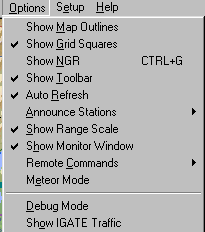 Options Setup Help
Show Map Outlines
Show Grid Squares
Show NGR CTRL+G
Show Toolbar
Auto Refresh
Announce Stations
Show Range Scale
Show Monitor Window
Remote Commands
Meteor Mode
Debug Mode
Show IGATE Traffic